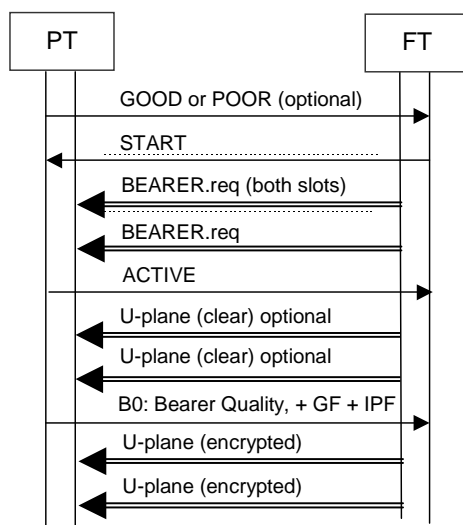 PT
FT
GOOD or POOR (optional)
START
BEARER.req (both slots)
BEARER.req
ACTIVE
U-plane (clear) optional
U-plane (clear) optional
B0: Bearer Quality, + GF + IPF
U-plane (encrypted)
U-plane (encrypted)